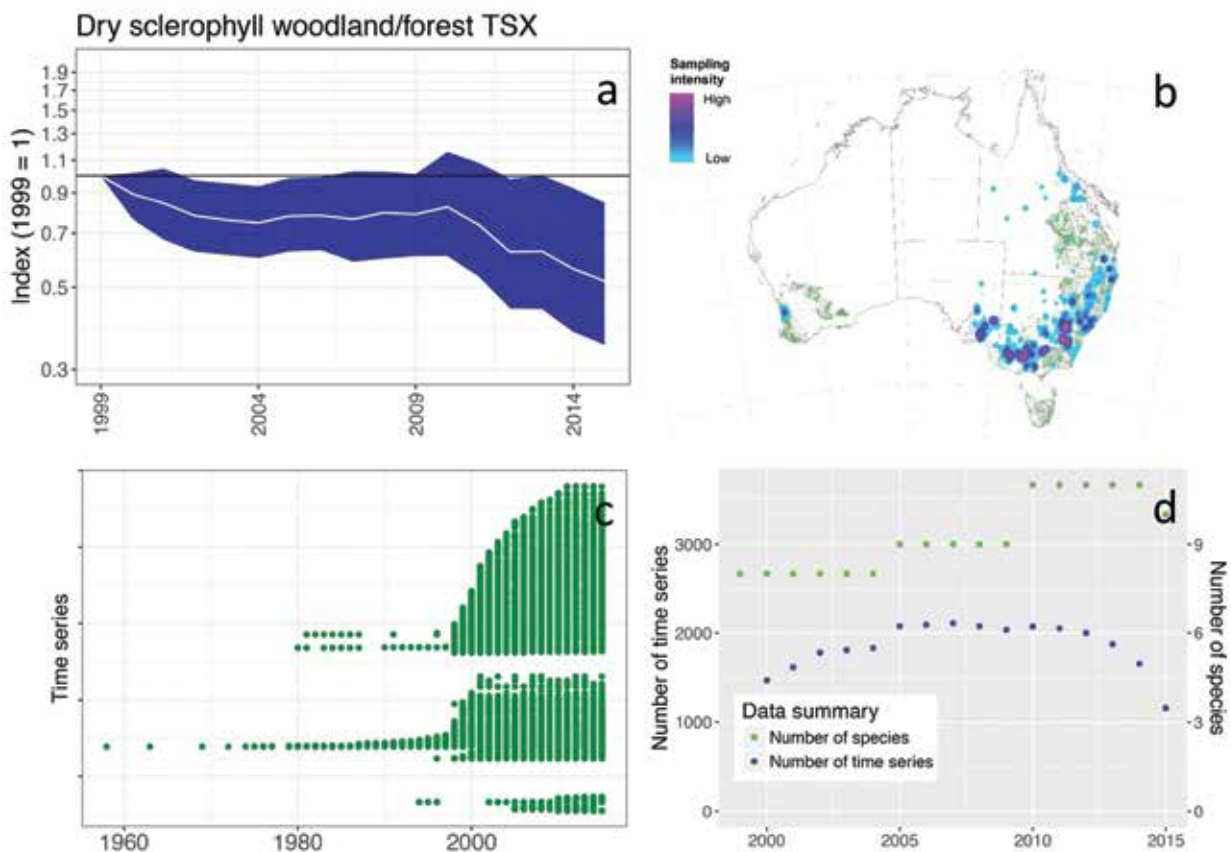 Dry sclerophyll woodland/forest TSX
a
Index (1999 = 1)
1.9
1.7
1.5
1.3
1.1
0.9
0.7
0.5
0.3
1999
2004
2009
2014
Sampling
intensity
High
Low
b
c
Time series
1960
1980
2000
d
Number of time series
3000
2000
1000
0
Data summary
Number of species
Number of time series
9
6
3
0
Number of species
2000
2005
2010
2015